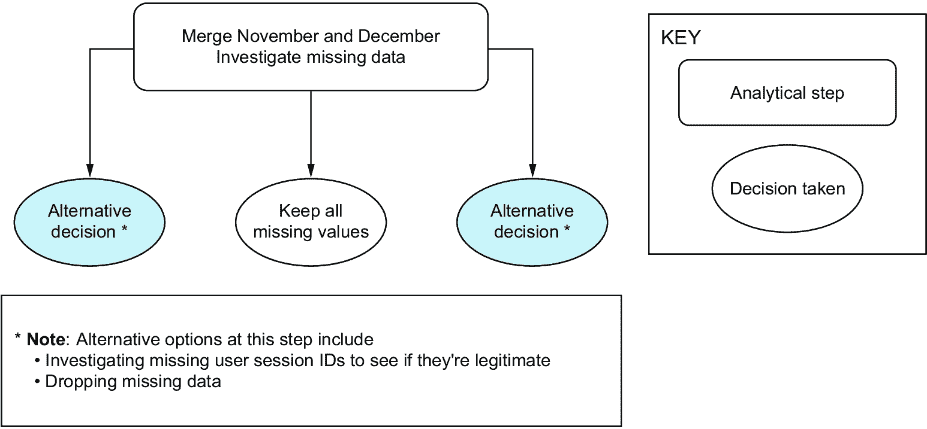 Merge November and December
Investigate missing data
KEY
Analytical step
Decision taken
Alternative
decision *
Keep all
missing values
Alternative
decision *
* Note: Alternative options at this step include
• Investigating missing user session IDs to see if they're legitimate
• Dropping missing data